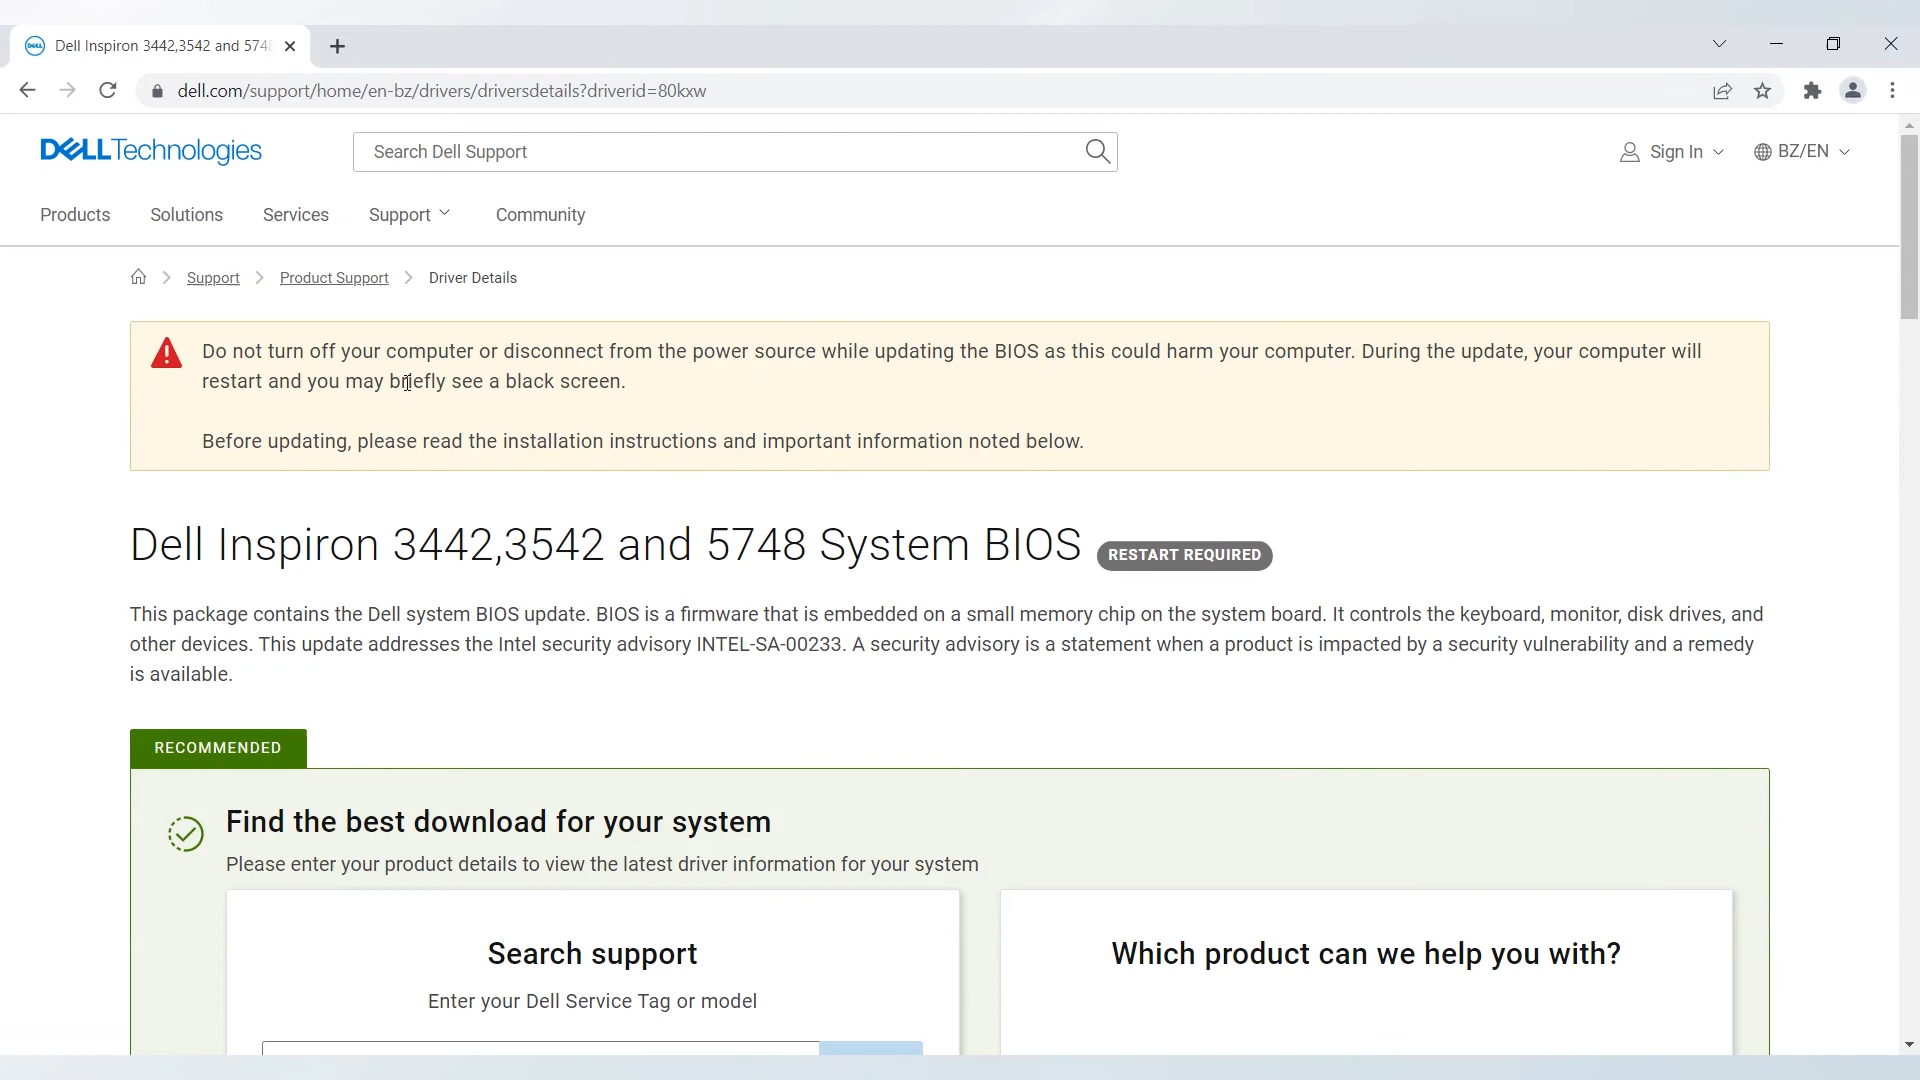 DELL
Dell Inspiron 3442,3542 and 5748
dell.com/support/home/en-bz/drivers/driversdetails?driverid=80kxw
DELLTechnologies
Search Dell Support
Sign In
BZ/EN
Products
Solutions
Services
Support
Community
Support
Product Support
Driver Details
Do not turn off your computer or disconnect from the power source while updating the BIOS as this could harm your computer. During the update, your computer will
restart and you may briefly see a black screen.
Before updating, please read the installation instructions and important information noted below.
Dell Inspiron 3442,3542 and 5748 System BIOS
RESTART REQUIRED
This package contains the Dell system BIOS update. BIOS is a firmware that is embedded on a small memory chip on the system board. It controls the keyboard, monitor, disk drives, and
other devices. This update addresses the Intel security advisory INTEL-SA-00233. A security advisory is a statement when a product is impacted by a security vulnerability and a remedy
is available.
RECOMMENDED
Find the best download for your system
Please enter your product details to view the latest driver information for your system
Search support
Enter your Dell Service Tag or model
Which product can we help you with?